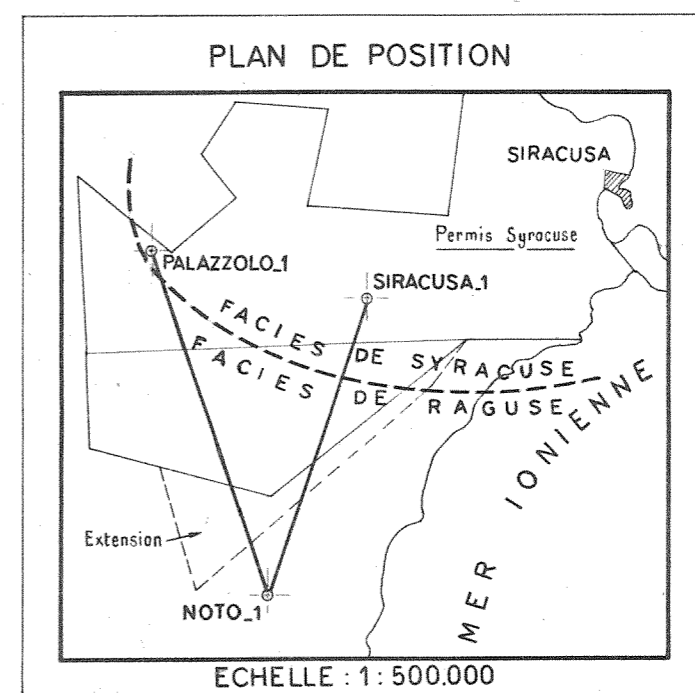 PLAN DE POSITION
SIRACUSA
Permis Syracuse
PALAZZOLO_1
SIRACUSA_1
FACIES DE SYRACUSE
FACIES DE RAGUSE
MER IONIENNE
Extension
NOTO_1
ECHELLE : 1 : 500.000